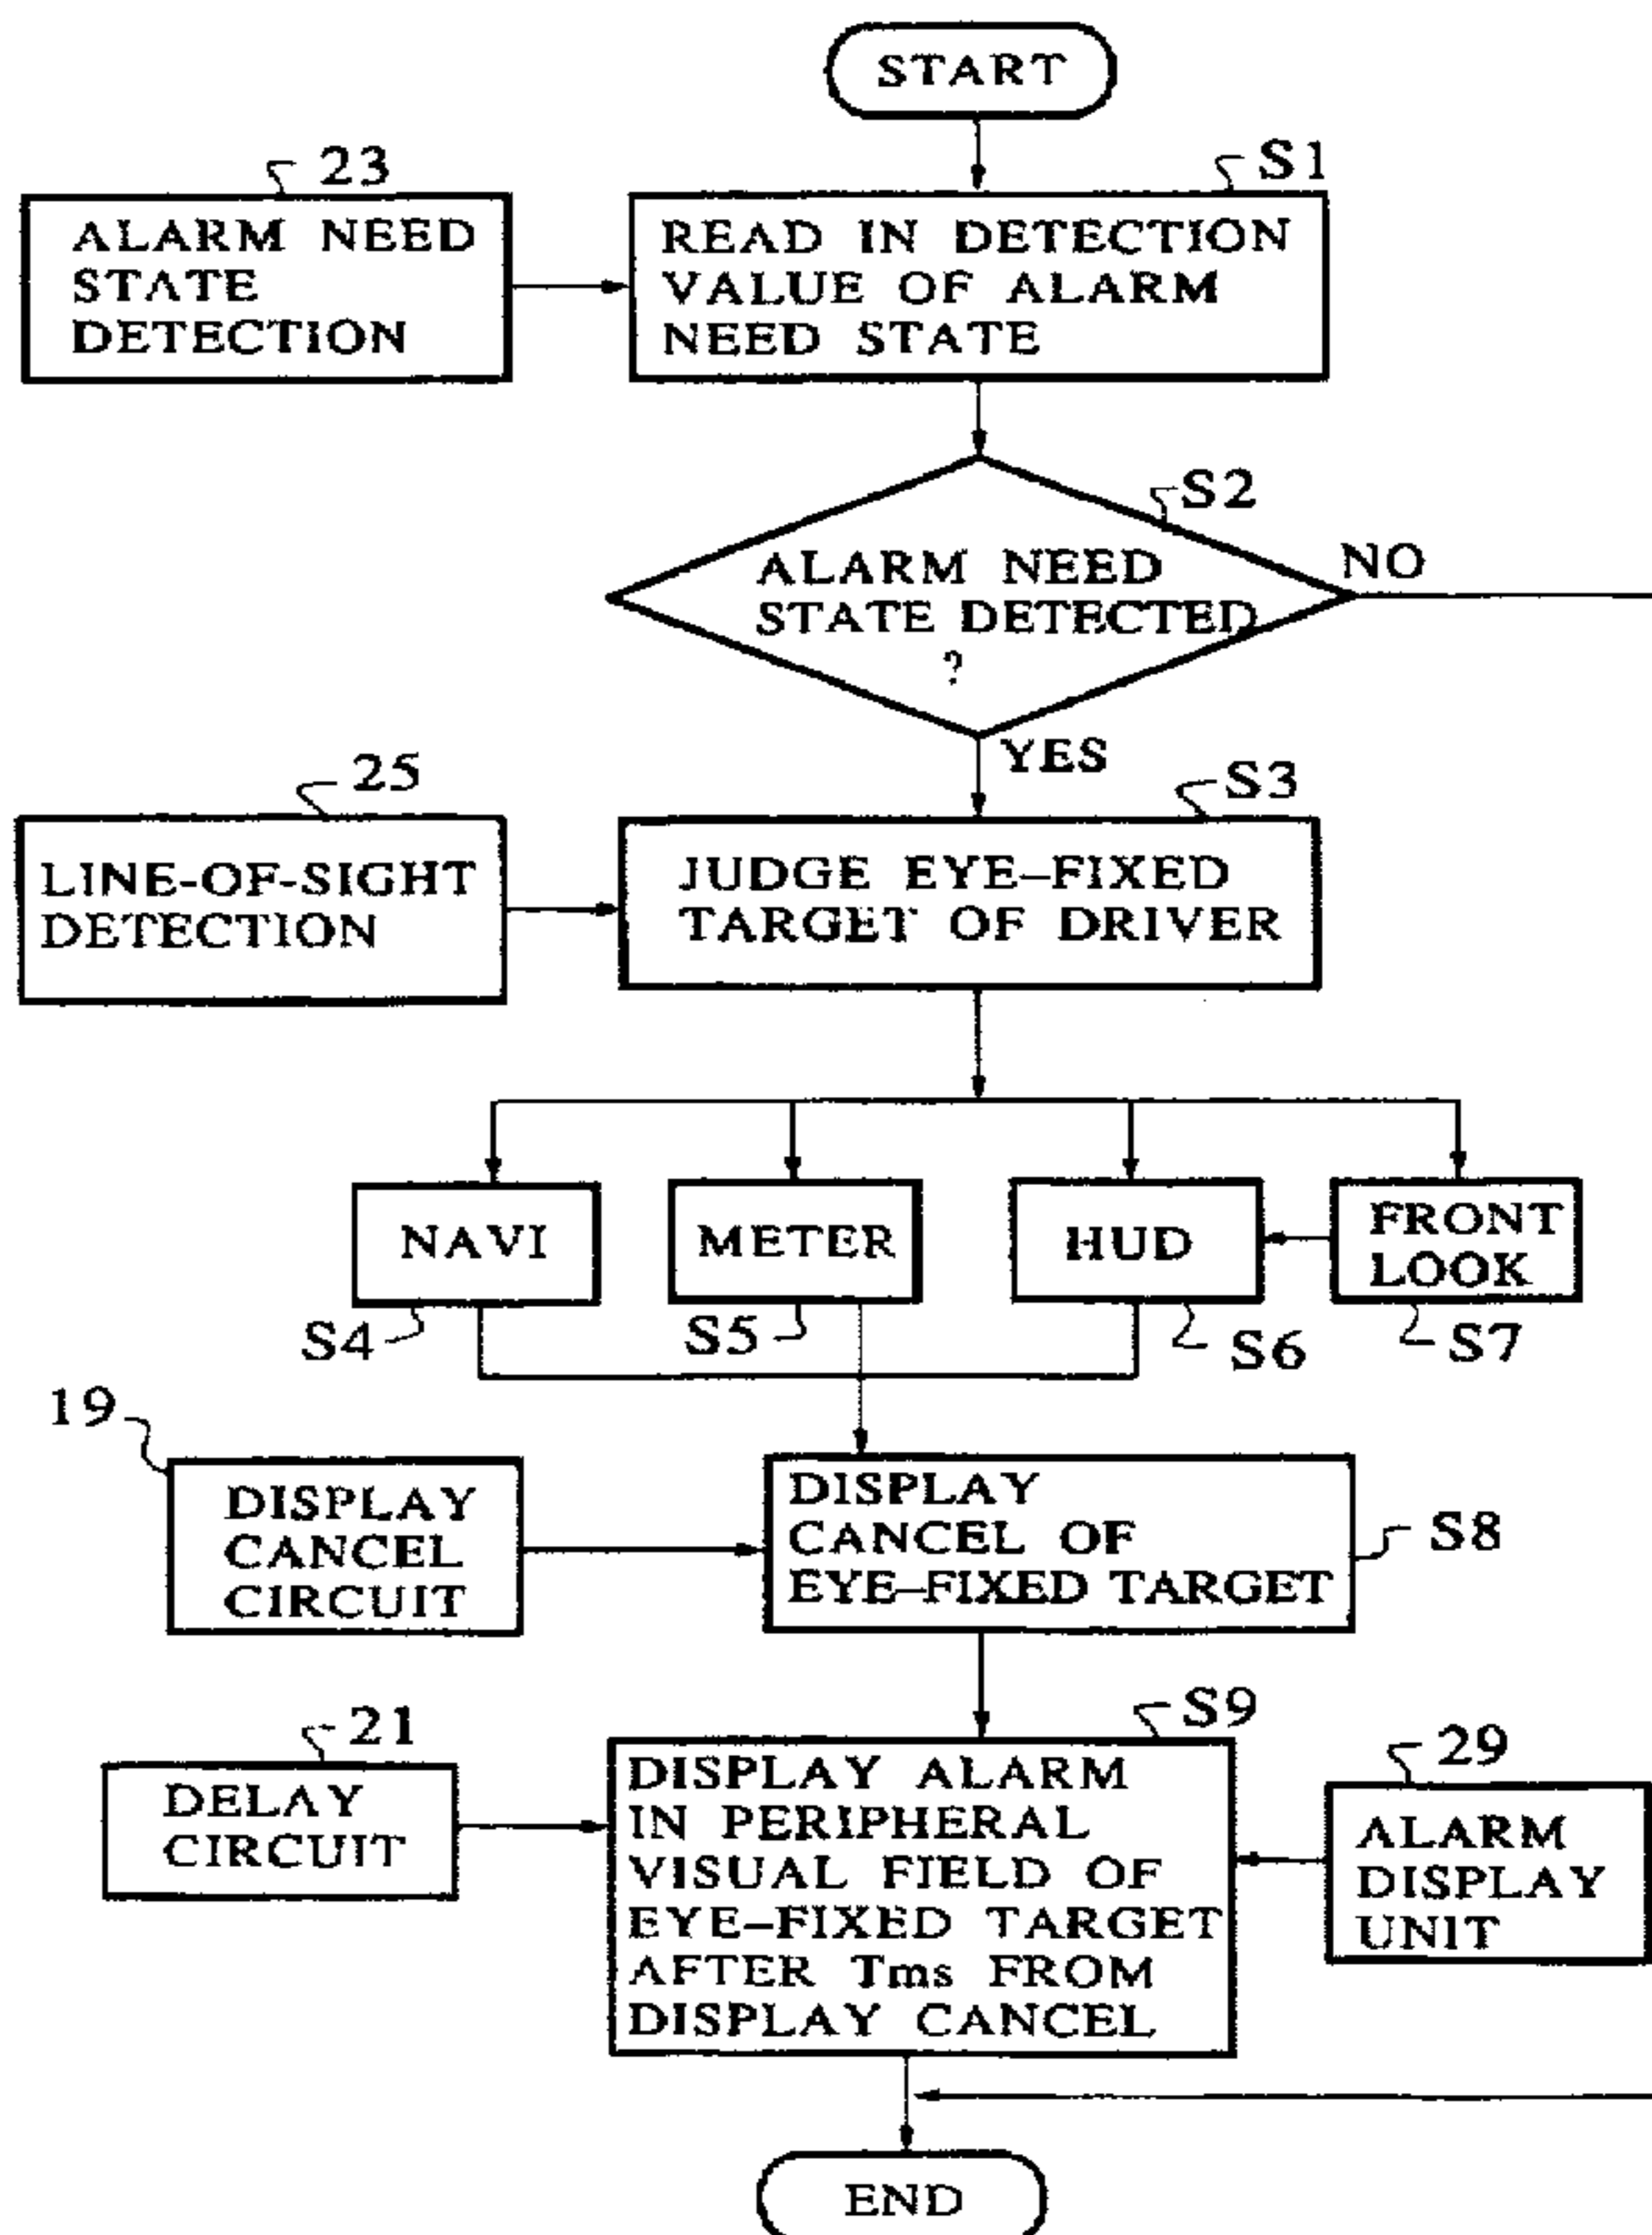 START
23
S1
ALARM NEED
STATE
DETECTION
READ IN DETECTION
VALUE OF ALARM
NEED STATE
S2
ALARM NEED
STATE DETECTED
?
NO
YES
25
S3
LINE-OF-SIGHT
DETECTION
JUDGE EYE-FIXED
TARGET OF DRIVER
NAVI
METER
HUD
FRONT
LOOK
S4
S5
S6
S7
19
DISPLAY
CANCEL
CIRCUIT
DISPLAY
CANCEL OF
EYE-FIXED TARGET
S8
21
S9
29
DELAY
CIRCUIT
DISPLAY ALARM
IN PERIPHERAL
VISUAL FIELD OF
EYE-FIXED TARGET
AFTER Tms FROM
DISPLAY CANCEL
ALARM
DISPLAY
UNIT
END